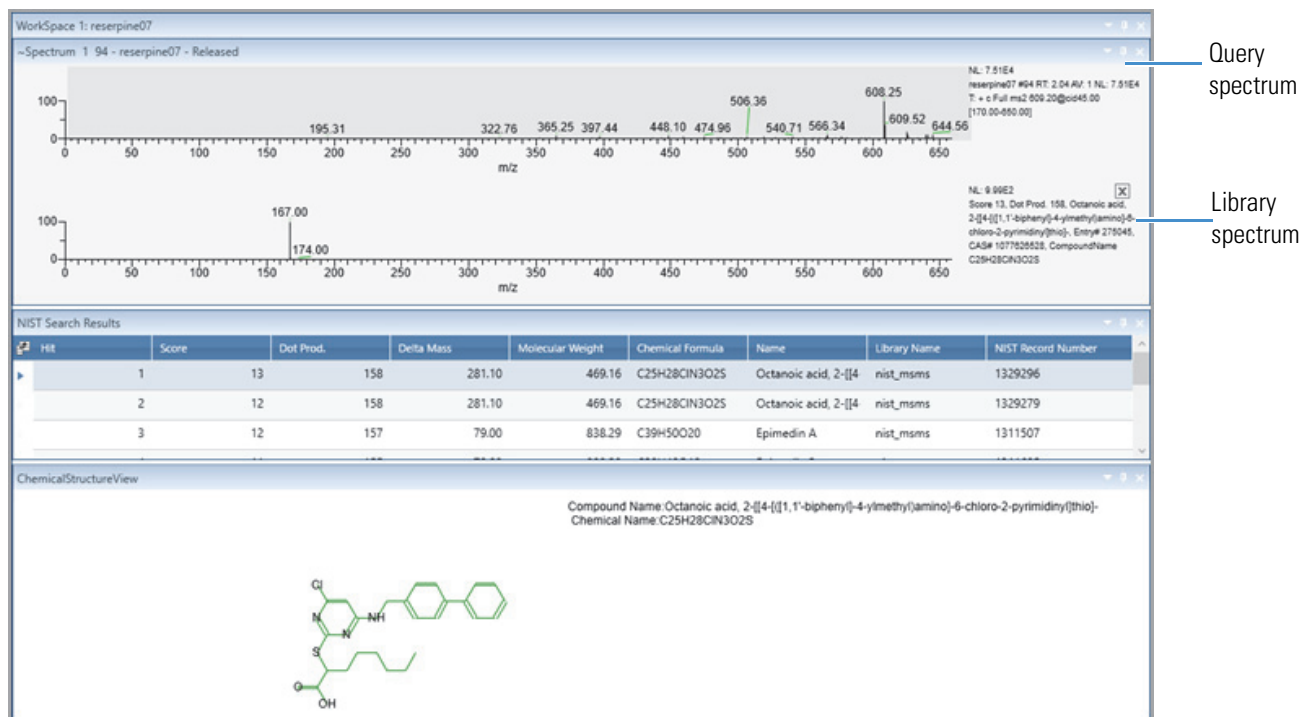 WorkSpace 1: reserpine07
~Spectrum 1 94 - reserpine07 - Released
Query
spectrum
NL: 7.51E4
reserpine07 #94 RT: 2.04 AV: 1 NL: 7.51E4
T: + c Full ms2 609.20@cid45.00
[170.00-650.00]
608.25
506.36
100
609.52
195.31 322.76 365.25 397.44 448.10 474.96 540.71 566.34 644.56
0
0 50 100 150 200 250 300 350 400 450 500 550 600 650
m/z
Library
spectrum
NL: 9.99E2
X
Score 13, Dot Prod. 158, Octanoic acid,
2-[[4-[([1,1'-biphenyl]-4-ylmethyl)amino]-6-
chloro-2-pyrimidinyl]thio]-, Entry# 275045,
CAS# 1077626528, CompoundName
C25H28ClN3O2S
167.00
100
174.00
0
0 50 100 150 200 250 300 350 400 450 500 550 600 650
m/z
NIST Search Results
Hit Score Dot Prod. Delta Mass Molecular Weight Chemical Formula Name Library Name NIST Record Number
1 13 158 281.10 469.16 C25H28ClN3O2S Octanoic acid, 2-[[4 nist_msms 1329296
2 12 158 281.10 469.16 C25H28ClN3O2S Octanoic acid, 2-[[4 nist_msms 1329279
3 12 157 79.00 838.29 C39H50O20 Epimedin A nist_msms 1311507
ChemicalStructureView
Compound Name:Octanoic acid, 2-[[4-[([1,1'-biphenyl]-4-ylmethyl)amino]-6-chloro-2-pyrimidinyl]thio]-
Chemical Name:C25H28ClN3O2S
Cl
N
NH
N
S
O
OH